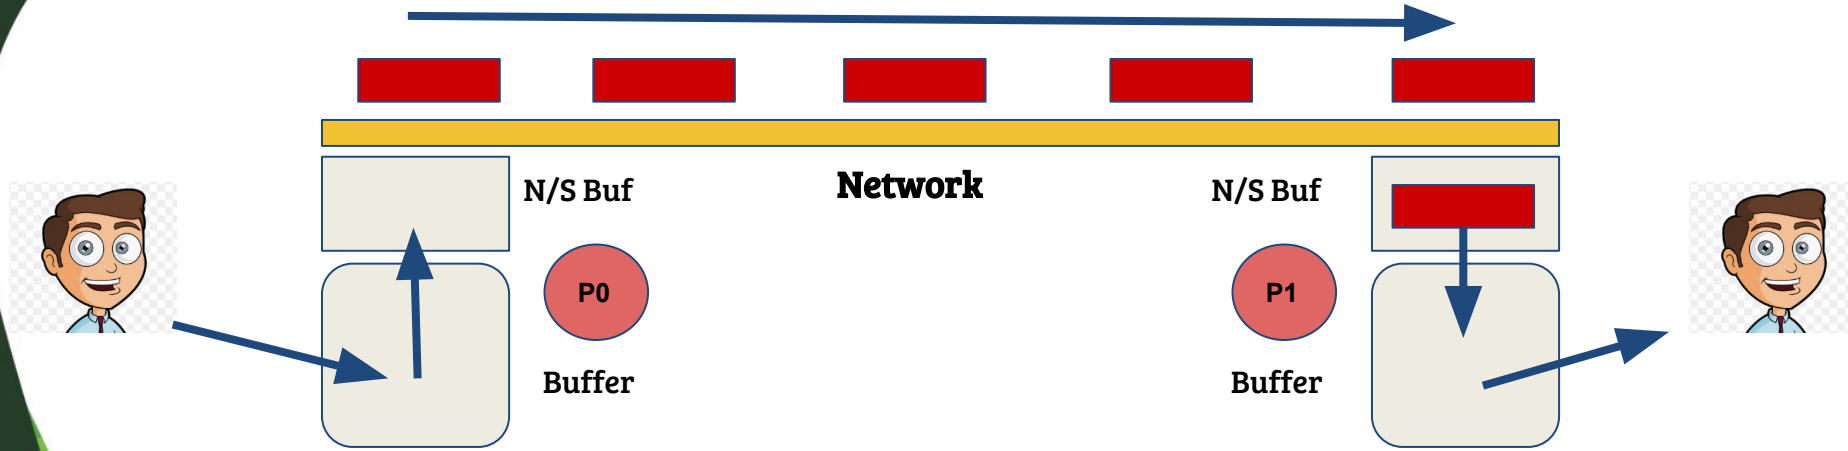 N/S Buf
Network
N/S Buf
P0
P1
Buffer
Buffer